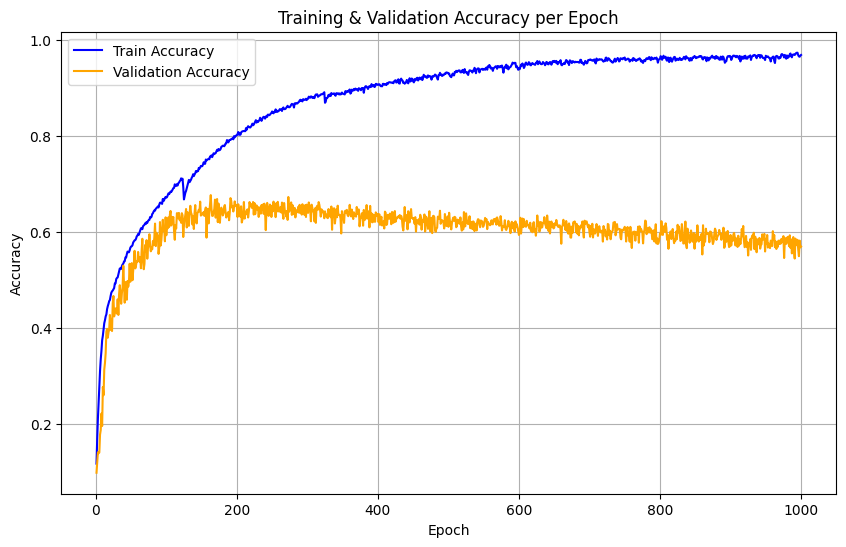 Training & Validation Accuracy per Epoch
Train Accuracy
Validation Accuracy
1.0
0.8
0.6
0.4
0.2
Accuracy
0 200 400 600 800 1000
Epoch